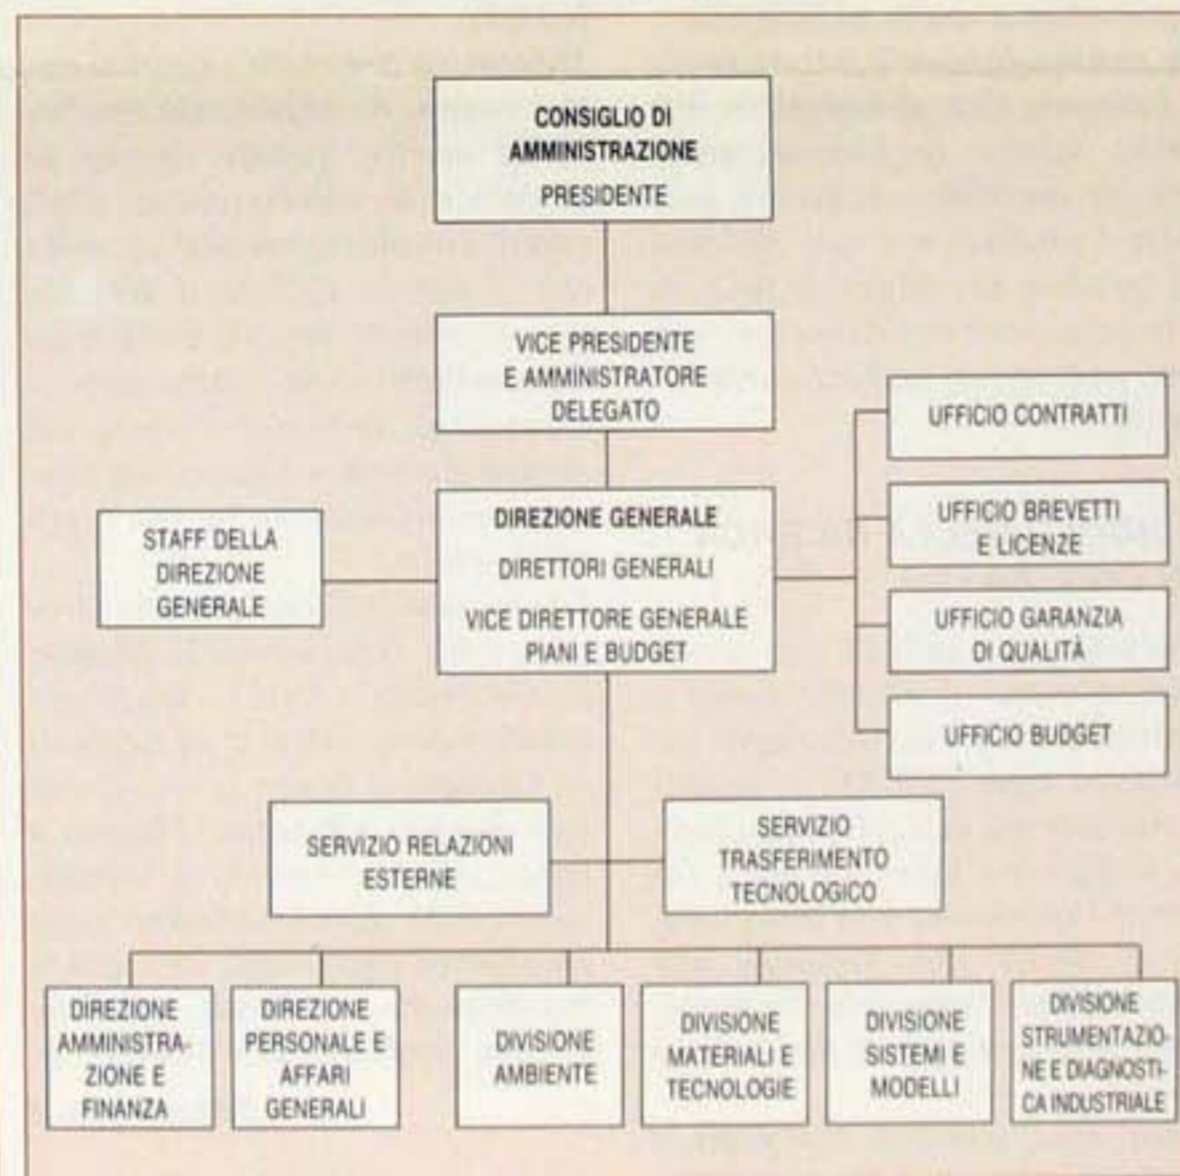 CONSIGLIO DI
AMMINISTRAZIONE
PRESIDENTE
VICE PRESIDENTE
E AMMINISTRATORE
DELEGATO
UFFICIO CONTRATTI
STAFF DELLA
DIREZIONE
GENERALE
DIREZIONE GENERALE
DIRETTORI GENERALI
VICE DIRETTORE GENERALE
PIANI E BUDGET
UFFICIO BREVETTI
E LICENZE
UFFICIO GARANZIA
DI QUALITÀ
UFFICIO BUDGET
SERVIZIO RELAZIONI
ESTERNE
SERVIZIO
TRASFERIMENTO
TECNOLOGICO
DIREZIONE
AMMINISTRA-
ZIONE E
FINANZA
DIREZIONE
PERSONALE E
AFFARI
GENERALI
DIVISIONE
AMBIENTE
DIVISIONE
MATERIALI E
TECNOLOGIE
DIVISIONE
SISTEMI E
MODELLI
DIVISIONE
STRUMENTAZIO-
NE E DIAGNOSTI-
CA INDUSTRIALE